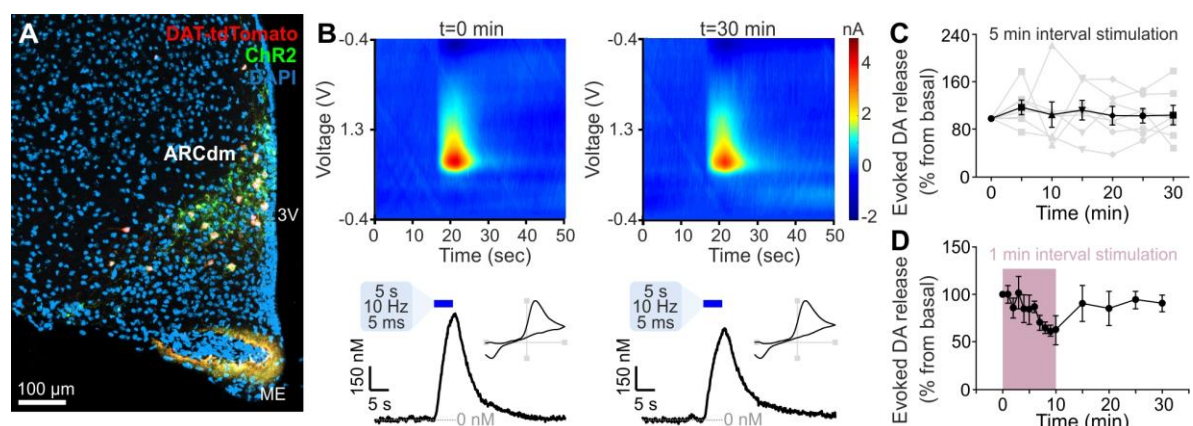 A
DAT-tdTomato
ChR2
DAPI
ARCdm
3V
100 µm
ME
B
t=0 min
t=30 min
nA
Voltage (V)
-0.4
1.3
-0.4
0 10 20 30 40 50
Time (sec)
Voltage (V)
-0.4
1.3
-0.4
0 10 20 30 40 50
Time (sec)
4
2
0
-2
5 s
10 Hz
5 ms
150 nM
5 s
0 nM
5 s
10 Hz
5 ms
150 nM
5 s
0 nM
C
5 min interval stimulation
Evoked DA release
(% from basal)
240
160
80
0
0 10 20 30
Time (min)
D
1 min interval stimulation
Evoked DA release
(% from basal)
150
100
50
0
0 10 20 30
Time (min)